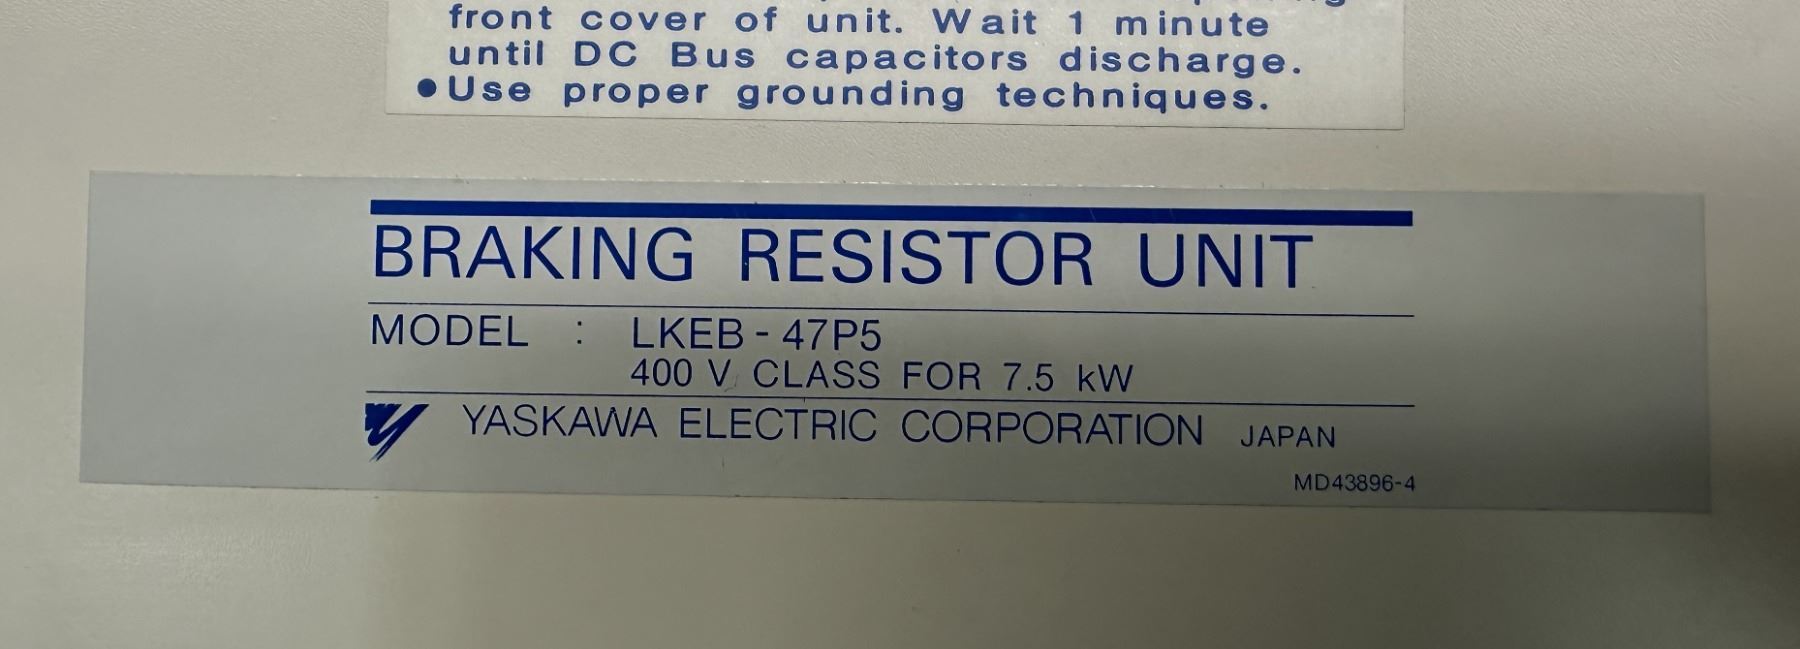 front cover of unit. Wait 1 minute
until DC Bus capacitors discharge.
•Use proper grounding techniques.
BRAKING RESISTOR UNIT
MODEL : LKEB-47P5
400 V CLASS FOR 7.5 kW
YASKAWA ELECTRIC CORPORATION JAPAN
MD43896-4